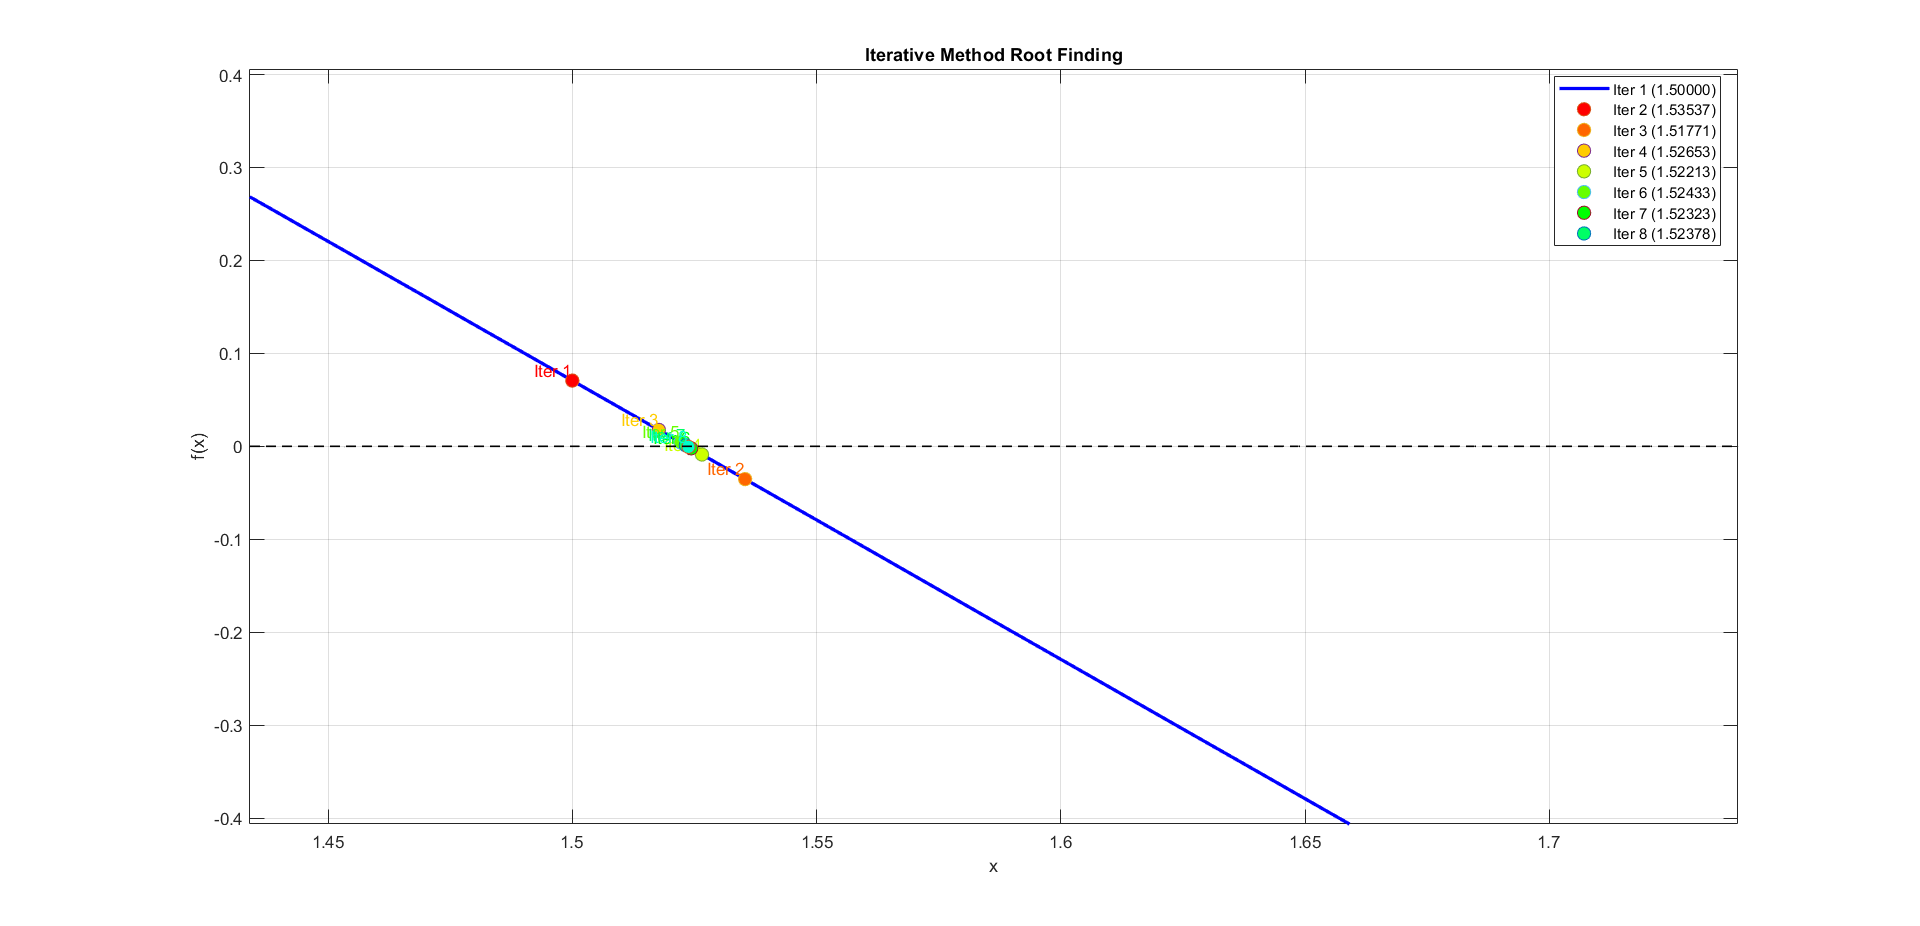 Iterative Method Root Finding
0.4
0.3
0.2
0.1
0
-0.1
-0.2
-0.3
-0.4
f(x)
1.45
1.5
1.55
1.6
1.65
1.7
x
Iter 1 (1.50000)
Iter 2 (1.53537)
Iter 3 (1.51771)
Iter 4 (1.52653)
Iter 5 (1.52213)
Iter 6 (1.52433)
Iter 7 (1.52323)
Iter 8 (1.52378)
Iter 1
Iter 3
Iter 2